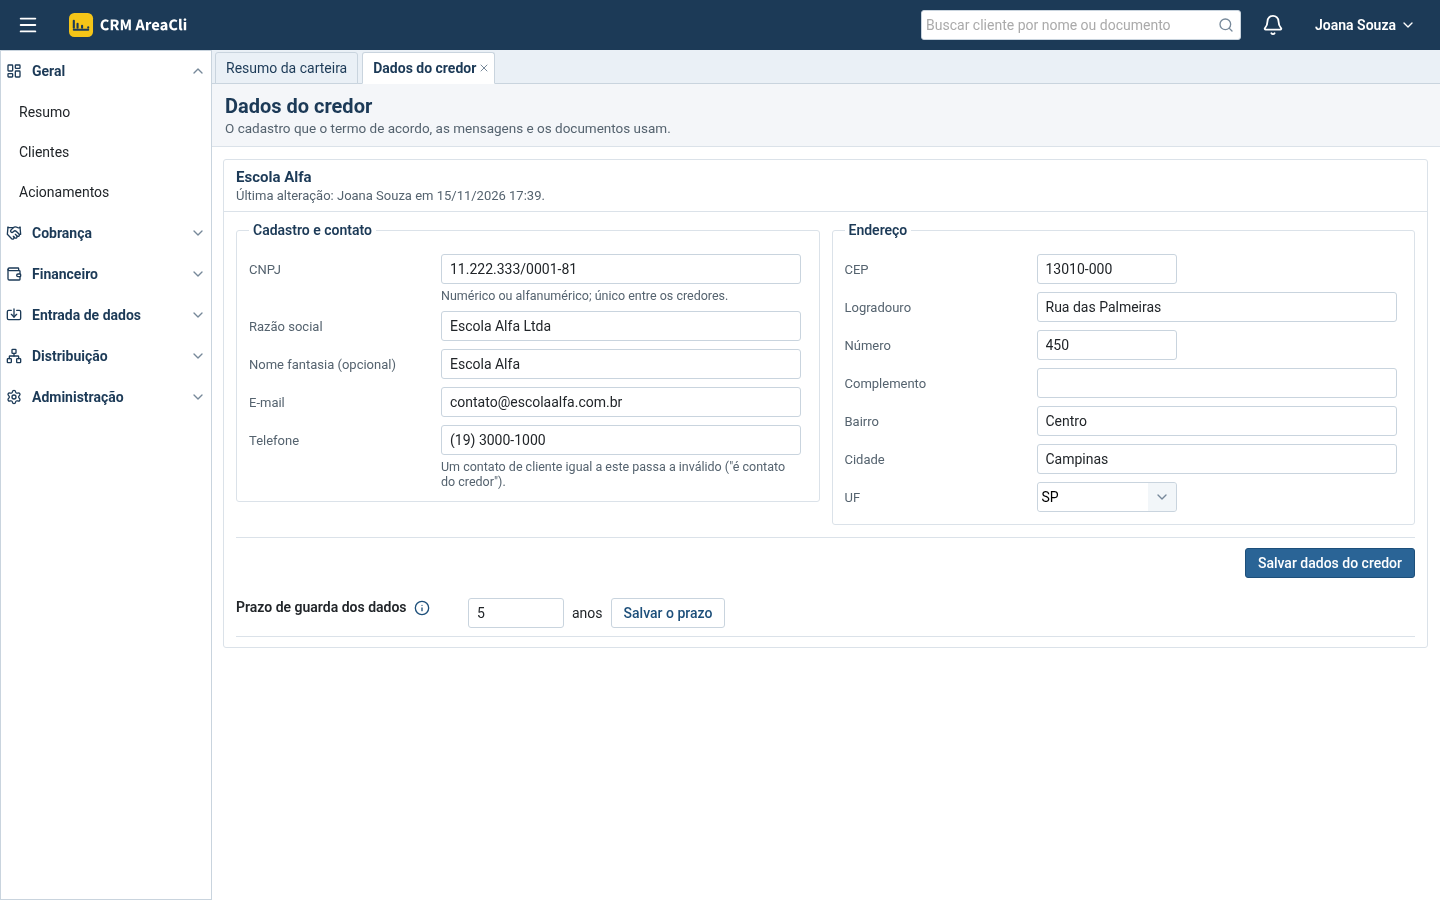 CRM AreaCli
Buscar cliente por nome ou documento
Joana Souza
Geral
Resumo
Clientes
Acionamentos
Cobrança
Financeiro
Entrada de dados
Distribuição
Administração
Resumo da carteira
Dados do credor
Dados do credor
O cadastro que o termo de acordo, as mensagens e os documentos usam.
Escola Alfa
Última alteração: Joana Souza em 15/11/2026 17:39.
Cadastro e contato
CNPJ
11.222.333/0001-81
Numérico ou alfanumérico; único entre os credores.
Razão social
Escola Alfa Ltda
Nome fantasia (opcional)
Escola Alfa
E-mail
contato@escolaalfa.com.br
Telefone
(19) 3000-1000
Um contato de cliente igual a este passa a inválido ("é contato
do credor").
Endereço
CEP
13010-000
Logradouro
Rua das Palmeiras
Número
450
Complemento
Bairro
Centro
Cidade
Campinas
UF
SP
Salvar dados do credor
Prazo de guarda dos dados
5
anos
Salvar o prazo